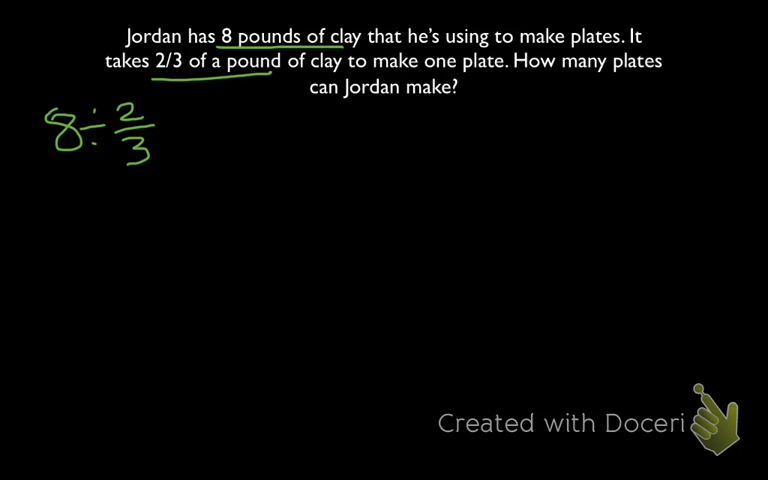 Jordan has 8 pounds of clay that he's using to make plates. It
takes 2/3 of a pound of clay to make one plate. How many plates
can Jordan make?
8 ÷ 2/3
Created with Doceri